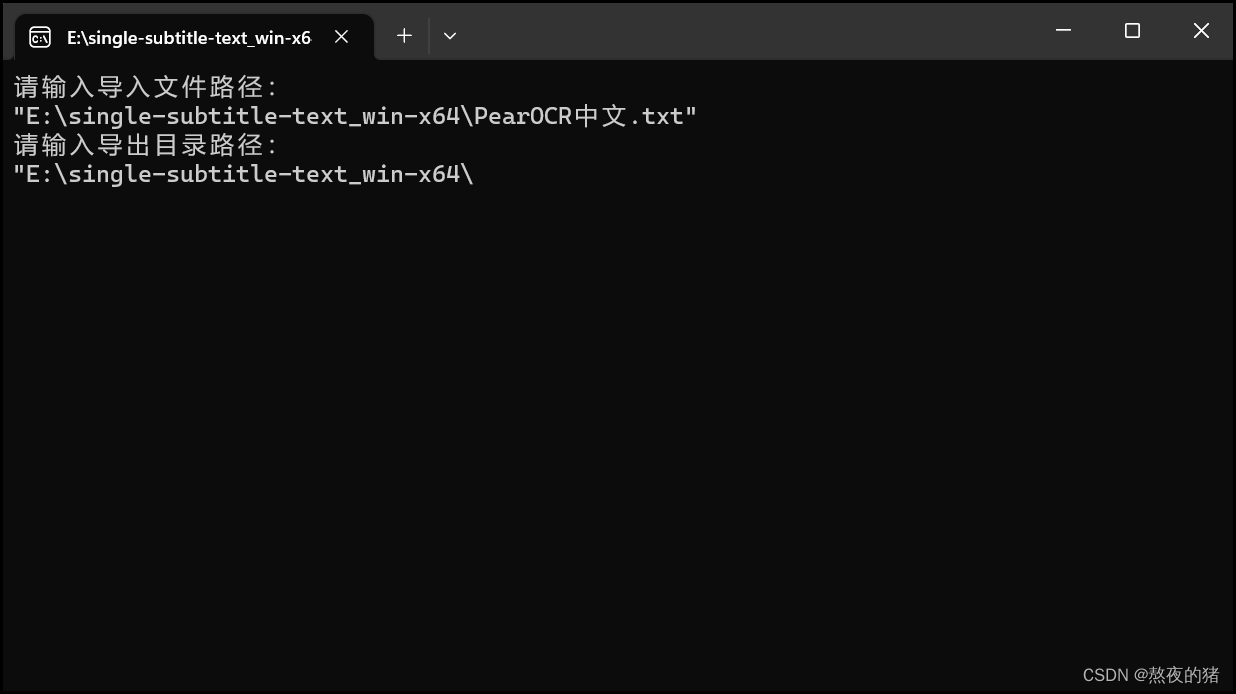 E:\single-subtitle-text_win-x6
请输入导入文件路径：
"E:\single-subtitle-text_win-x64\PearOCR中文.txt"
请输入导出目录路径：
"E:\single-subtitle-text_win-x64\
CSDN @熬夜的猪